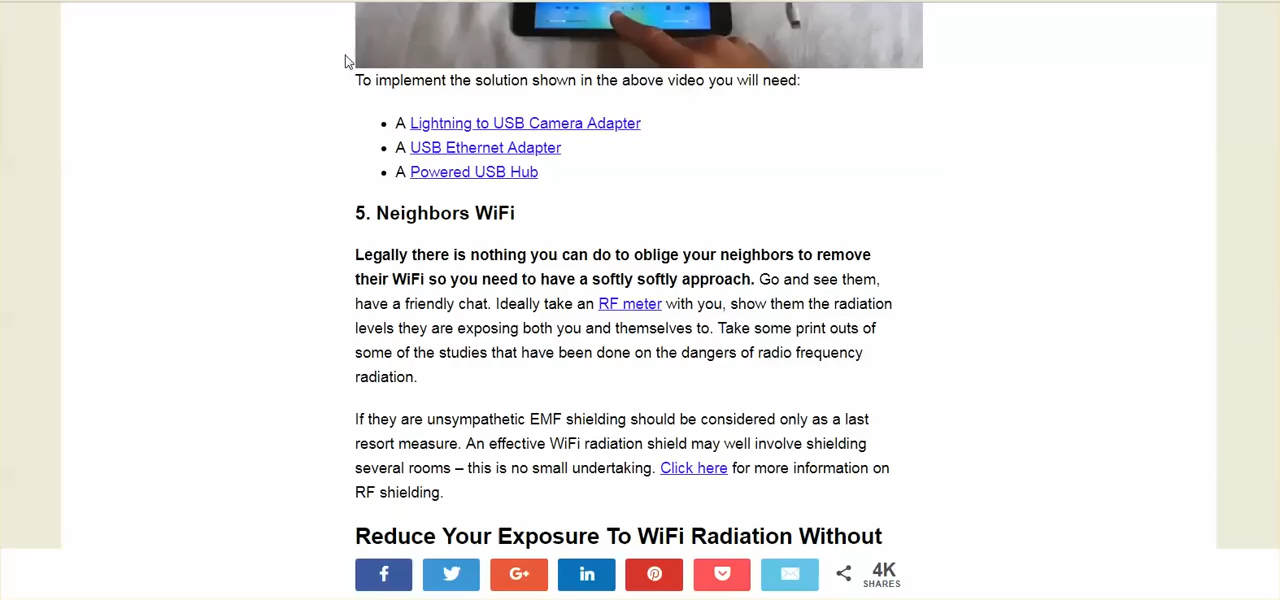 To implement the solution shown in the above video you will need:
A Lightning to USB Camera Adapter
A USB Ethernet Adapter
A Powered USB Hub
5. Neighbors WiFi
Legally there is nothing you can do to oblige your neighbors to remove
their WiFi so you need to have a softly softly approach. Go and see them,
have a friendly chat. Ideally take an RF meter with you, show them the radiation
levels they are exposing both you and themselves to. Take some print outs of
some of the studies that have been done on the dangers of radio frequency
radiation.
If they are unsympathetic EMF shielding should be considered only as a last
resort measure. An effective WiFi radiation shield may well involve shielding
several rooms – this is no small undertaking. Click here for more information on
RF shielding.
Reduce Your Exposure To WiFi Radiation Without
f G+ in 4K
SHARES